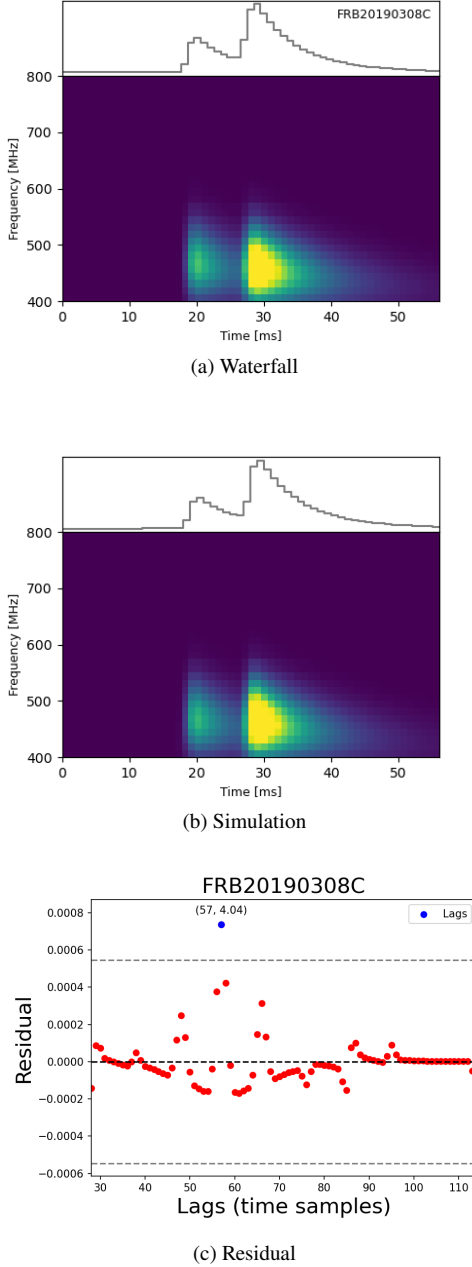 FRB20190308C
800
700
600
500
400
Frequency [MHz]
0 10 20 30 40 50
Time [ms]
(a) Waterfall
800
700
600
500
400
Frequency [MHz]
0 10 20 30 40 50
Time [ms]
(b) Simulation
FRB20190308C
(57, 4.04)
Lags
0.0008
0.0006
0.0004
0.0002
0.0000
−0.0002
−0.0004
−0.0006
Residual
30 40 50 60 70 80 90 100 110
Lags (time samples)
(c) Residual